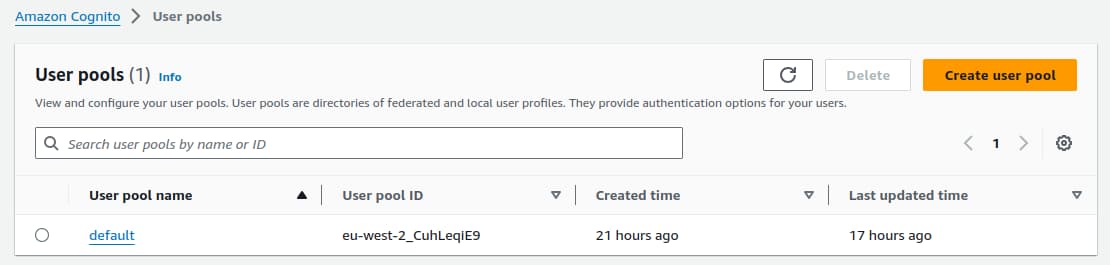 Amazon Cognito > User pools
User pools (1) Info
Delete
Create user pool
View and configure your user pools. User pools are directories of federated and local user profiles. They provide authentication options for your users.
Search user pools by name or ID
1
User pool name User pool ID Created time Last updated time
default eu-west-2_CuhLeqiE9 21 hours ago 17 hours ago